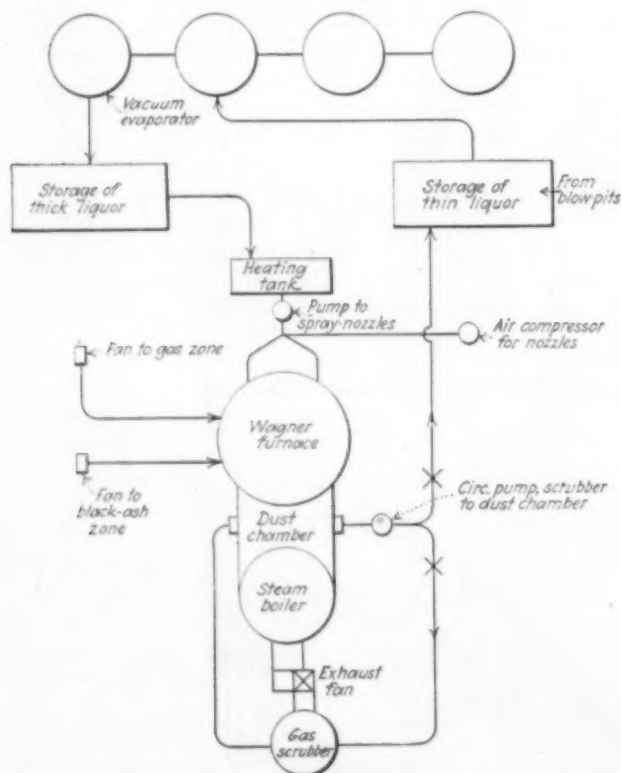 Vacuum
evaporator
Storage of
thick liquor
Storage of
thin liquor
From
blow-pits
Heating
tank
Pump to
spray-nozzles
Air compressor
for nozzles
Fan to gas zone
Wagner
furnace
Fan to
black-ash
zone
Circ. pump, scrubber
to dust chamber
Dust
chamber
Steam
boiler
Exhaust
fan
Gas
scrubber